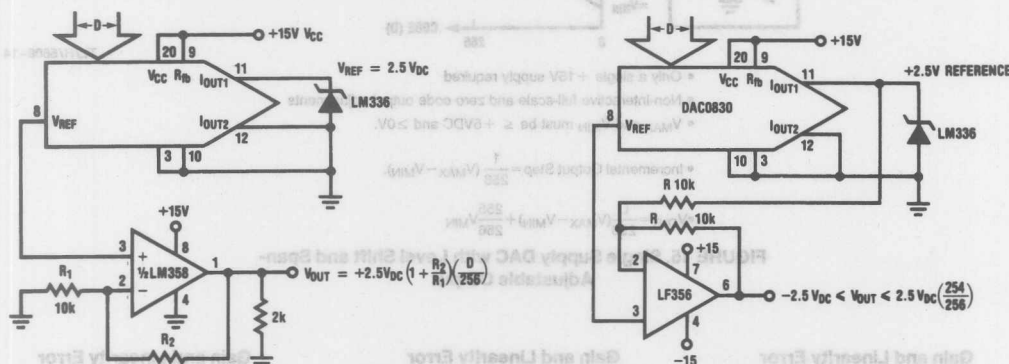 D
+15V VCC
20 9
VCC Rfb IOUT1 11
VREF = 2.5 VDC
LM336
8 VREF
IOUT2
12
3 10
+15V
3 + 8
½LM358 1
2 − 4
R1
10k
R2
2k
VOUT = +2.5VDC(1 + R2/R1)(D/256)
D
+15V
20 9
VCC Rfb IOUT1 11
DAC0830
+2.5V REFERENCE
LM336
8 VREF
IOUT2
12
10 3
R 10k
R 10k
+15
2 7
LF356 6
3 4
−15
−2.5 VDC < VOUT < 2.5 VDC(254/256)